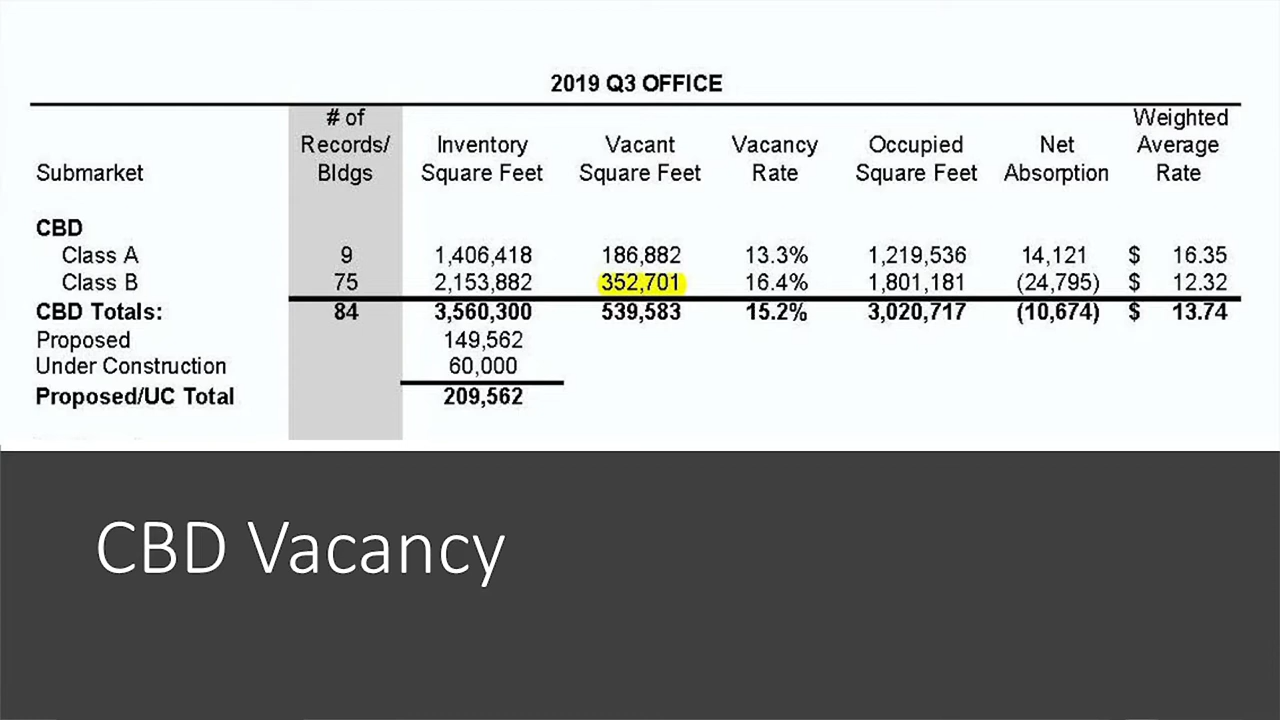 2019 Q3 OFFICE
# of Weighted
Records/ Inventory Vacant Vacancy Occupied Net Average
Submarket Bldgs Square Feet Square Feet Rate Square Feet Absorption Rate
CBD
Class A 9 1,406,418 186,882 13.3% 1,219,536 14,121 $ 16.35
Class B 75 2,153,882 352,701 16.4% 1,801,181 (24,795) $ 12.32
CBD Totals: 84 3,560,300 539,583 15.2% 3,020,717 (10,674) $ 13.74
Proposed 149,562
Under Construction 60,000
Proposed/UC Total 209,562
CBD Vacancy